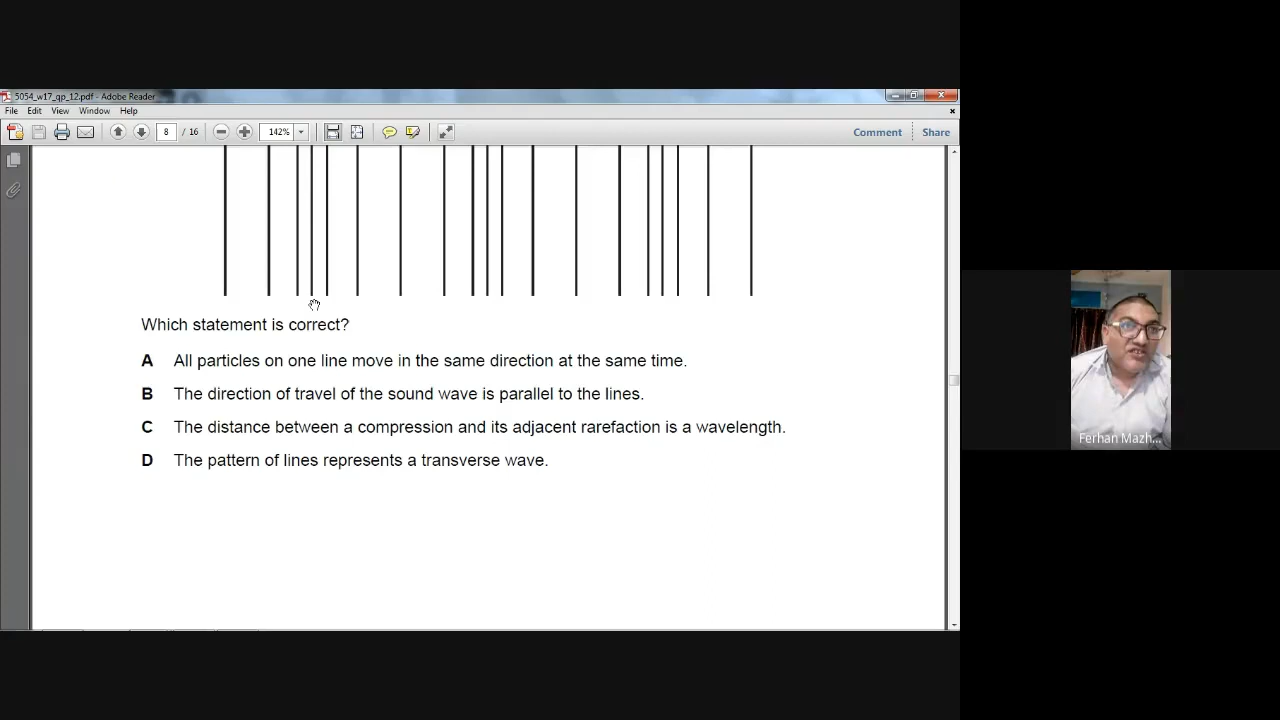 5054_w17_qp_12.pdf - Adobe Reader
File Edit View Window Help
8 / 16 142% Comment Share
Which statement is correct?
A All particles on one line move in the same direction at the same time.
B The direction of travel of the sound wave is parallel to the lines.
C The distance between a compression and its adjacent rarefaction is a wavelength.
D The pattern of lines represents a transverse wave.
Ferhan Mazh...